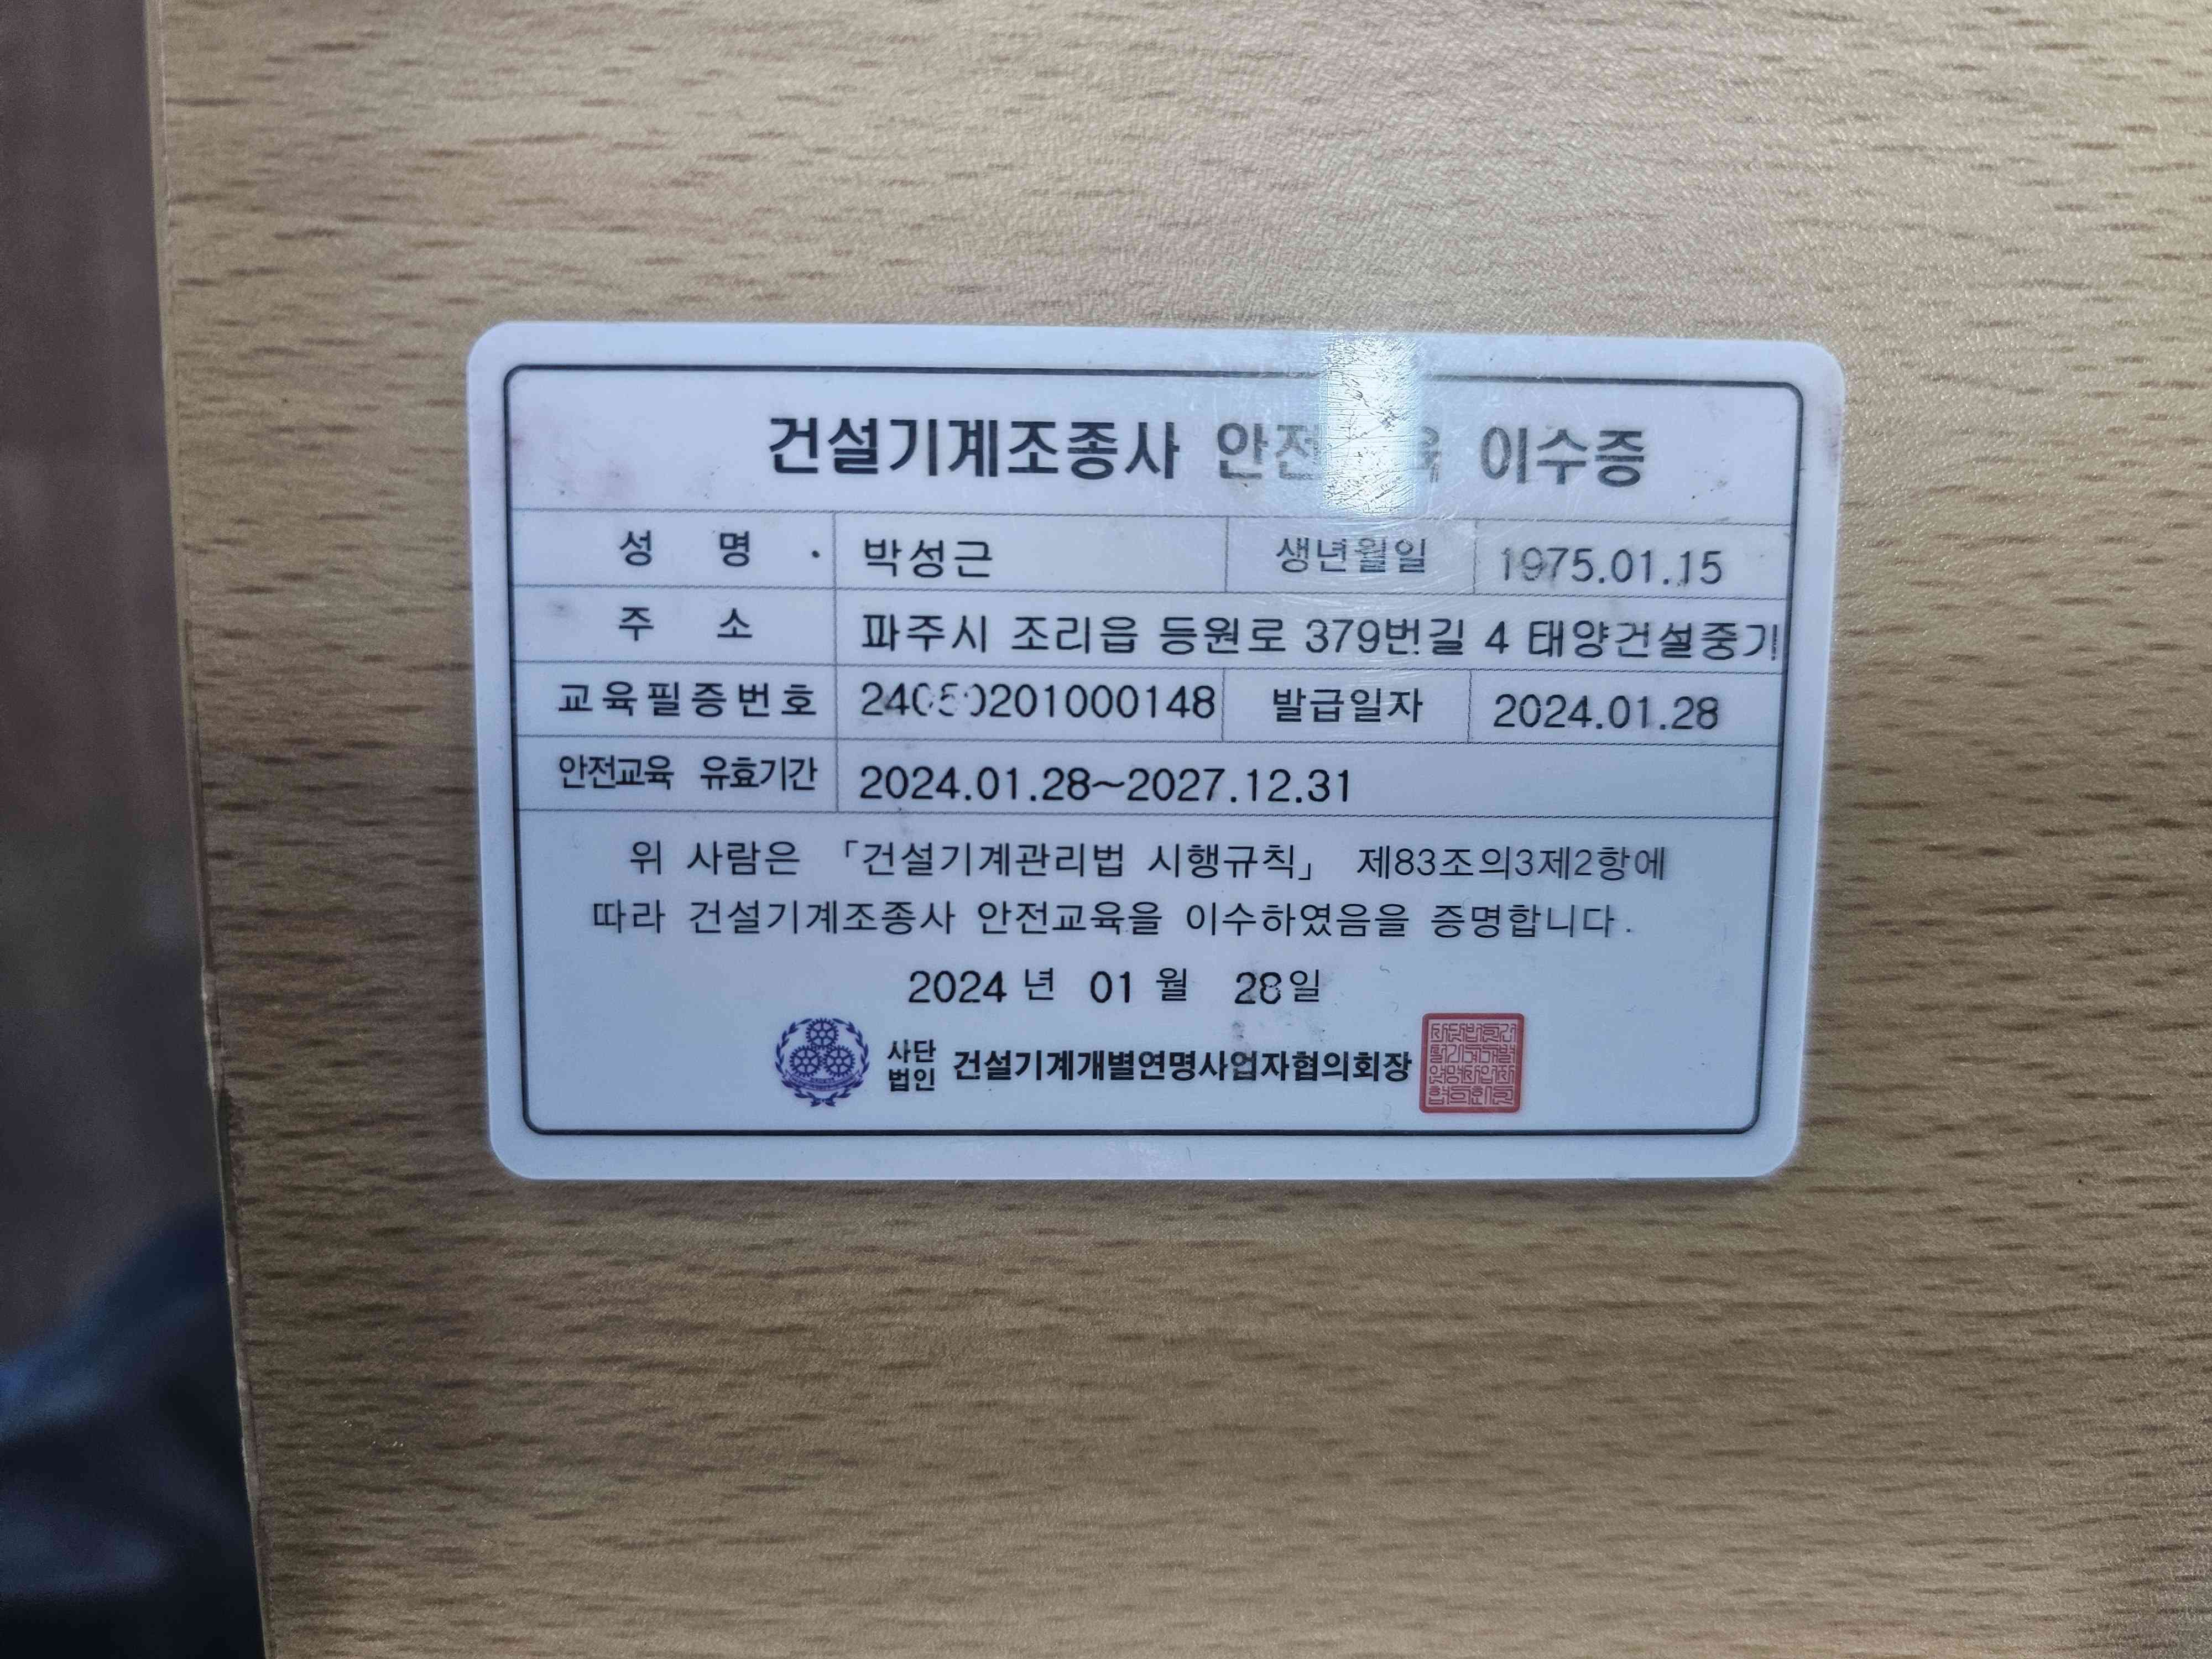 건설기계조종사 안전교육 이수증
성 명 박성근 생년월일 1975.01.15
주 소 파주시 조리읍 등원로 379번길 4 태양건설중기
교육필증번호 24050201000148 발급일자 2024.01.28
안전교육 유효기간 2024.01.28~2027.12.31
위 사람은 「건설기계관리법 시행규칙」 제83조의3제2항에
따라 건설기계조종사 안전교육을 이수하였음을 증명합니다.
2024 년 01 월 28일
사단
법인 건설기계개별연명사업자협의회장